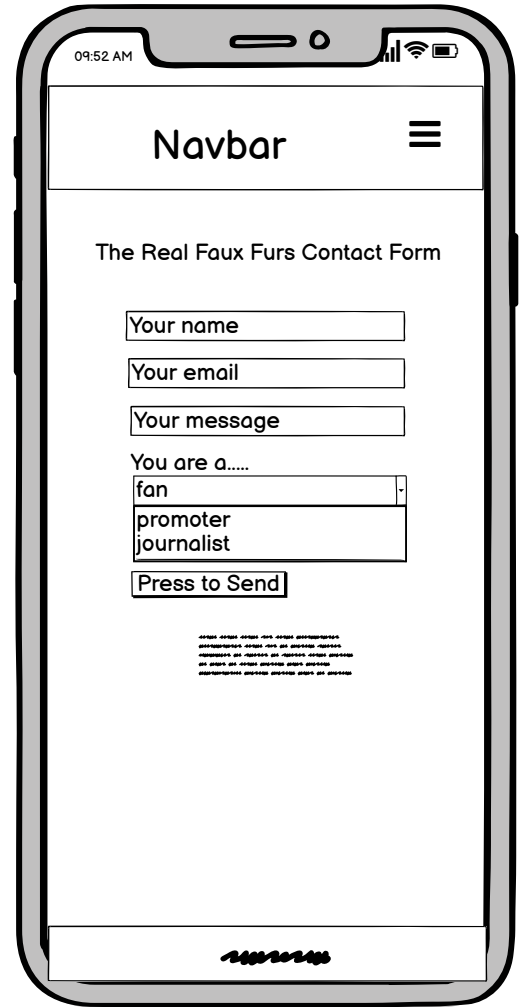 09:52 AM
Navbar
The Real Faux Furs Contact Form
Your name
Your email
Your message
You are a.....
fan
promoter
journalist
Press to Send